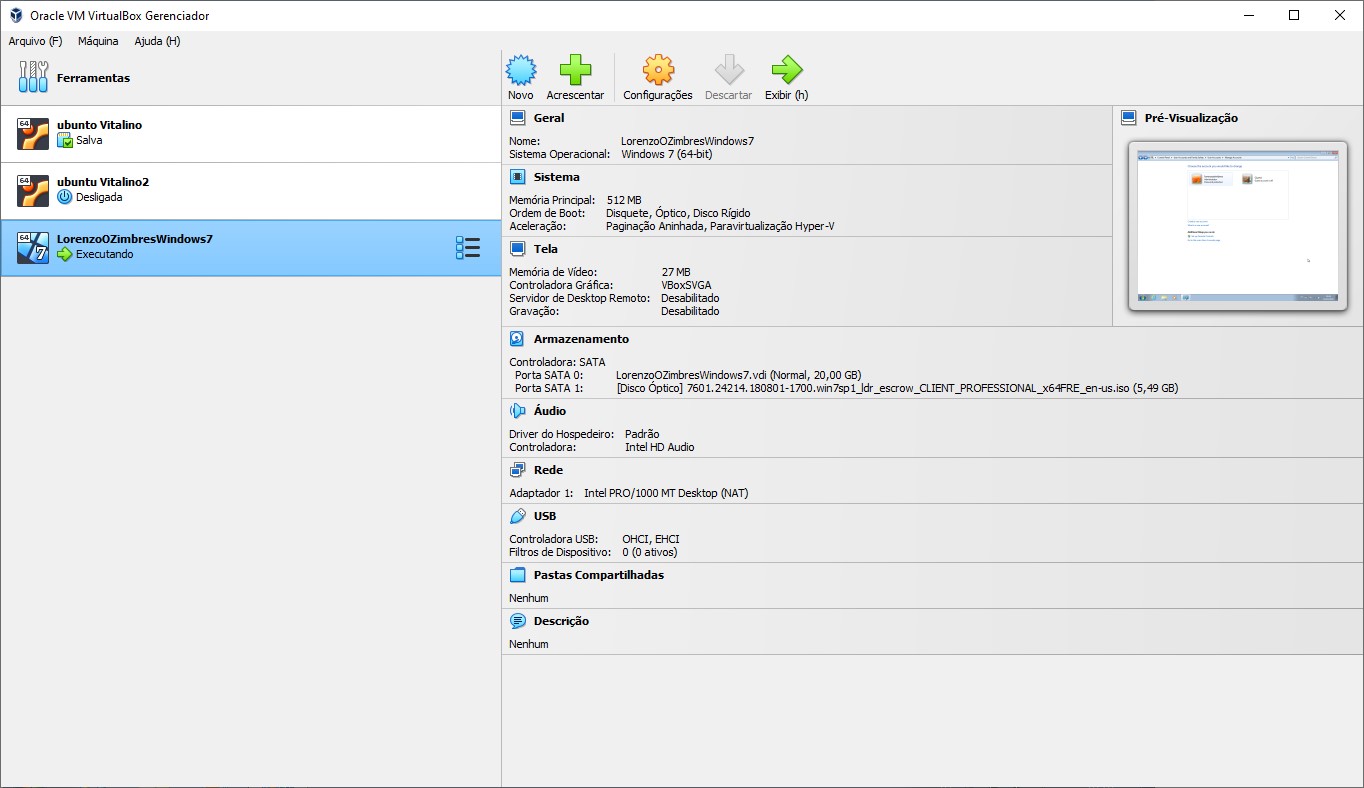 Oracle VM VirtualBox Gerenciador
Arquivo (F) Máquina Ajuda (H)
Ferramentas
Novo Acrescentar Configurações Descartar Exibir (h)
64
ubunto Vitalino
Salva
64
ubuntu Vitalino2
Desligada
64
7
LorenzoOZimbresWindows7
Executando
Geral
Nome: LorenzoOZimbresWindows7
Sistema Operacional: Windows 7 (64-bit)
Sistema
Memória Principal: 512 MB
Ordem de Boot: Disquete, Óptico, Disco Rígido
Aceleração: Paginação Aninhada, Paravirtualização Hyper-V
Tela
Memória de Vídeo: 27 MB
Controladora Gráfica: VBoxSVGA
Servidor de Desktop Remoto: Desabilitado
Gravação: Desabilitado
Pré-Visualização
Armazenamento
Controladora: SATA
Porta SATA 0: LorenzoOZimbresWindows7.vdi (Normal, 20,00 GB)
Porta SATA 1: [Disco Óptico] 7601.24214.180801-1700.win7sp1_ldr_escrow_CLIENT_PROFESSIONAL_x64FRE_en-us.iso (5,49 GB)
Áudio
Driver do Hospedeiro: Padrão
Controladora: Intel HD Audio
Rede
Adaptador 1: Intel PRO/1000 MT Desktop (NAT)
USB
Controladora USB: OHCI, EHCI
Filtros de Dispositivo: 0 (0 ativos)
Pastas Compartilhadas
Nenhum
Descrição
Nenhum